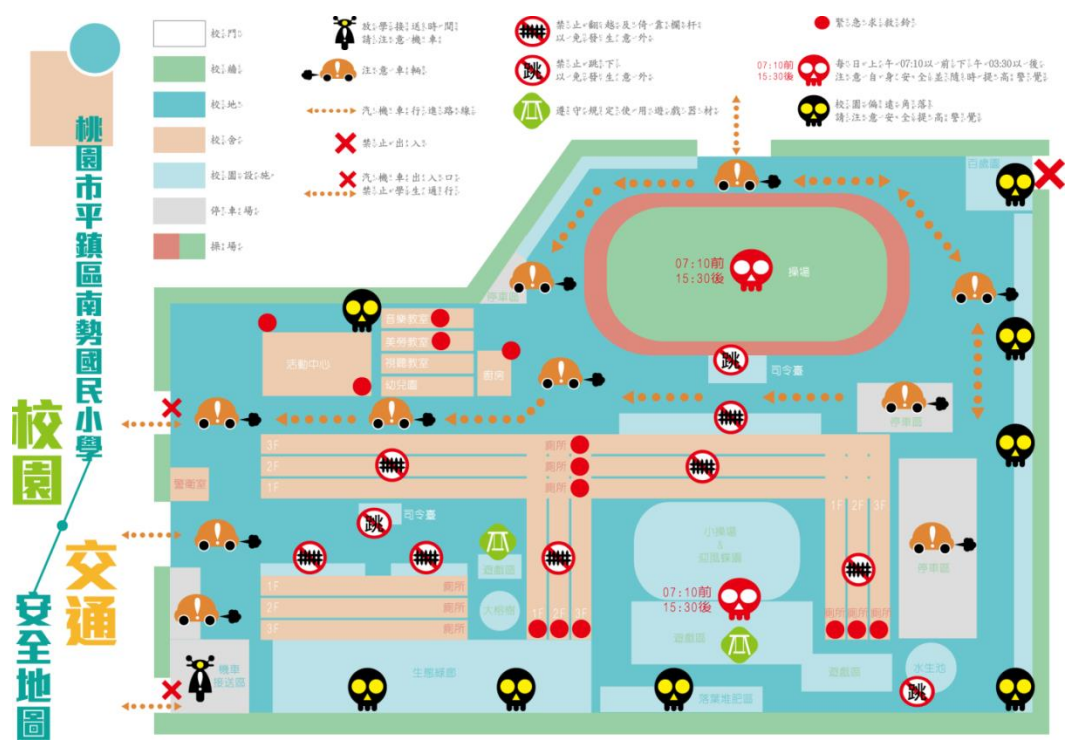 桃園市平鎮區南勢國民小學
校園
交通
安全地圖
校門
校牆
校地
校舍
校園設施
停車場
操場
放學接送時間
請注意機車
注意車輛
汽機車行進路線
禁止出入
汽機車出入口
禁止學生通行
禁止翻越及倚靠欄杆
以免發生意外
禁止跳下
以免發生意外
遵守規定使用遊戲器材
緊急求救鈴
07:10前
15:30後
每日上午07:10以前下午03:30以後
注意自身安全並隨時提高警覺
校園偏遠角落
請注意安全提高警覺
07:10前
15:30後
操場
停車區
音樂教室
美勞教室
視聽教室
幼兒園
活動中心
廚房
跳
司令臺
停車區
3F
廁所
2F
廁所
1F
廁所
警衛室
1F 2F 3F
跳
司令臺
遊戲區
小操場
&
迎風蝶園
停車區
1F
廁所
2F
廁所
3F
廁所
大榕樹
1F 2F 3F
07:10前
15:30後
廁所 廁所 廁所
遊戲區
遊戲區
水生池
跳
機車
接送區
生態綠廊
落葉堆肥區